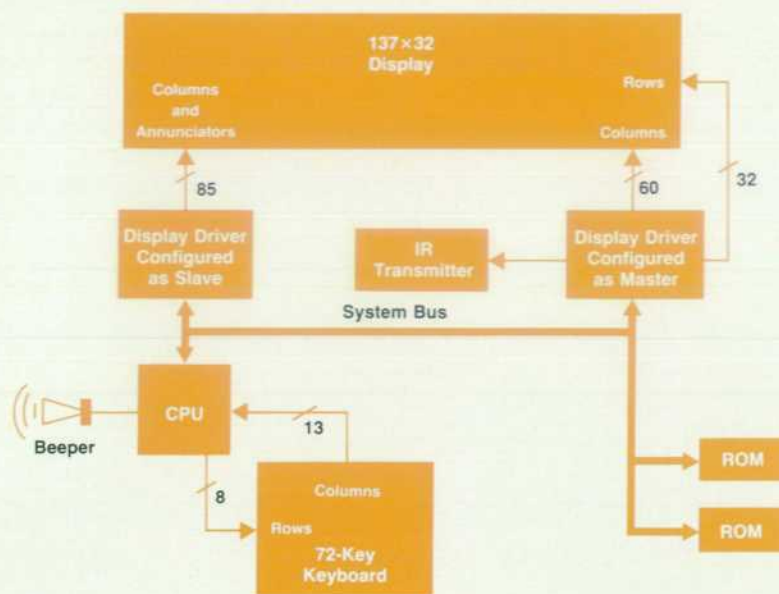 137×32
Display
Columns
and
Annunciators
Rows
Columns
85
60
32
Display Driver
Configured
as Slave
IR
Transmitter
Display Driver
Configured
as Master
System Bus
CPU
13
Beeper
8
Columns
Rows
72-Key
Keyboard
ROM
ROM